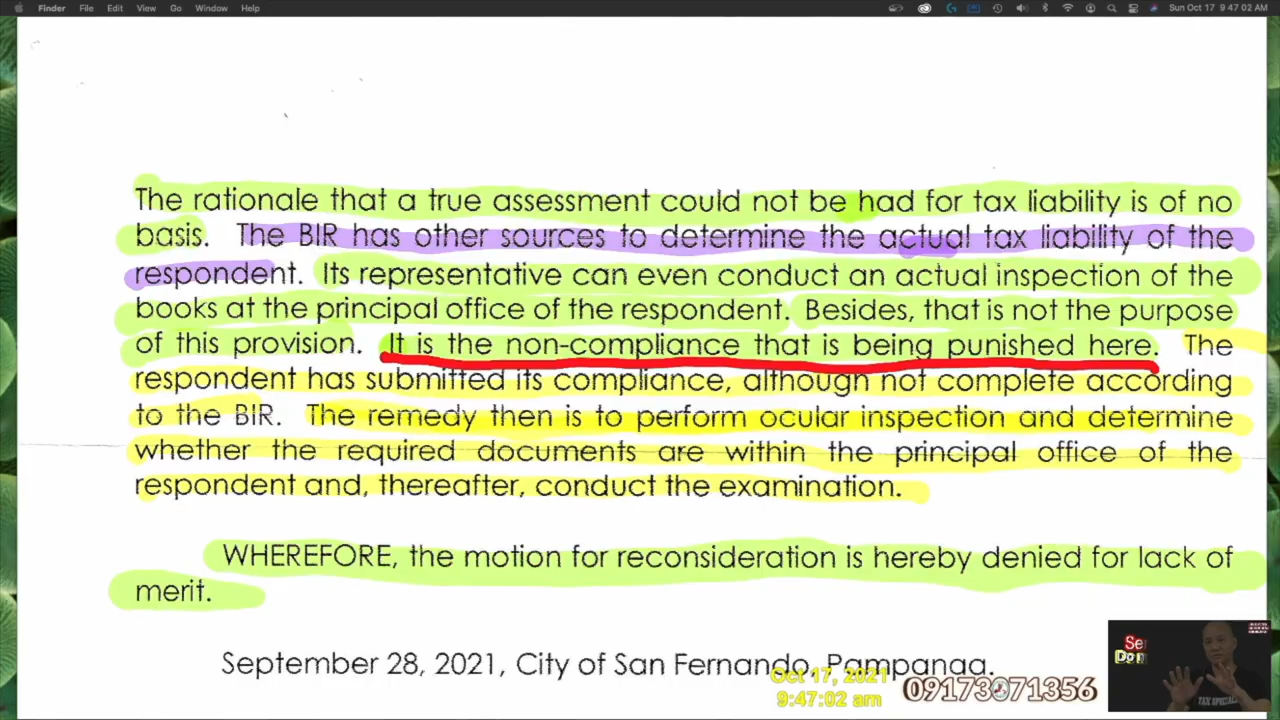 Finder File Edit View Go Window Help Sun Oct 17 9:47:02 AM
The rationale that a true assessment could not be had for tax liability is of no
basis. The BIR has other sources to determine the actual tax liability of the
respondent. Its representative can even conduct an actual inspection of the
books at the principal office of the respondent. Besides, that is not the purpose
of this provision. It is the non-compliance that is being punished here. The
respondent has submitted its compliance, although not complete according
to the BIR. The remedy then is to perform ocular inspection and determine
whether the required documents are within the principal office of the
respondent and, thereafter, conduct the examination.
WHEREFORE, the motion for reconsideration is hereby denied for lack of
merit.
September 28, 2021, City of San Fernando, Pampanga.
Oct 17, 2021
9:47:02 am
09173071356